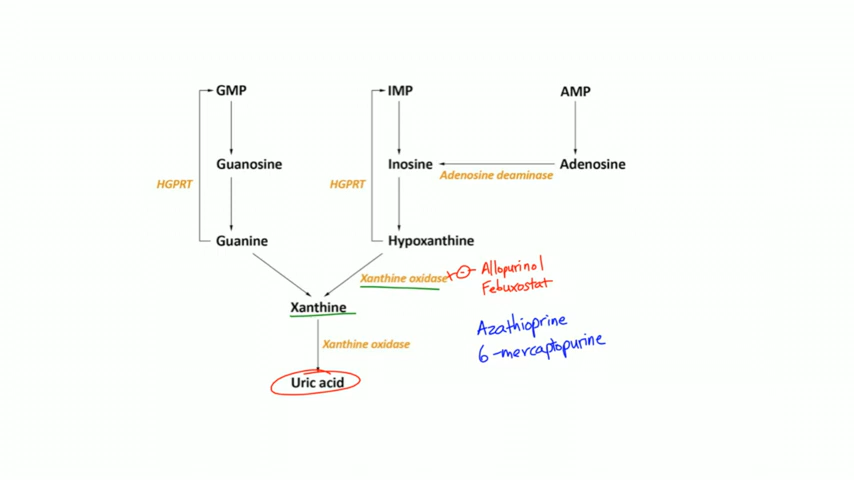 GMP
IMP
AMP
Guanosine
Inosine
Adenosine
Adenosine deaminase
HGPRT
HGPRT
Guanine
Hypoxanthine
Xanthine oxidase
Allopurinol
Febuxostat
Xanthine
Azathioprine
Xanthine oxidase
6-mercaptopurine
Uric acid